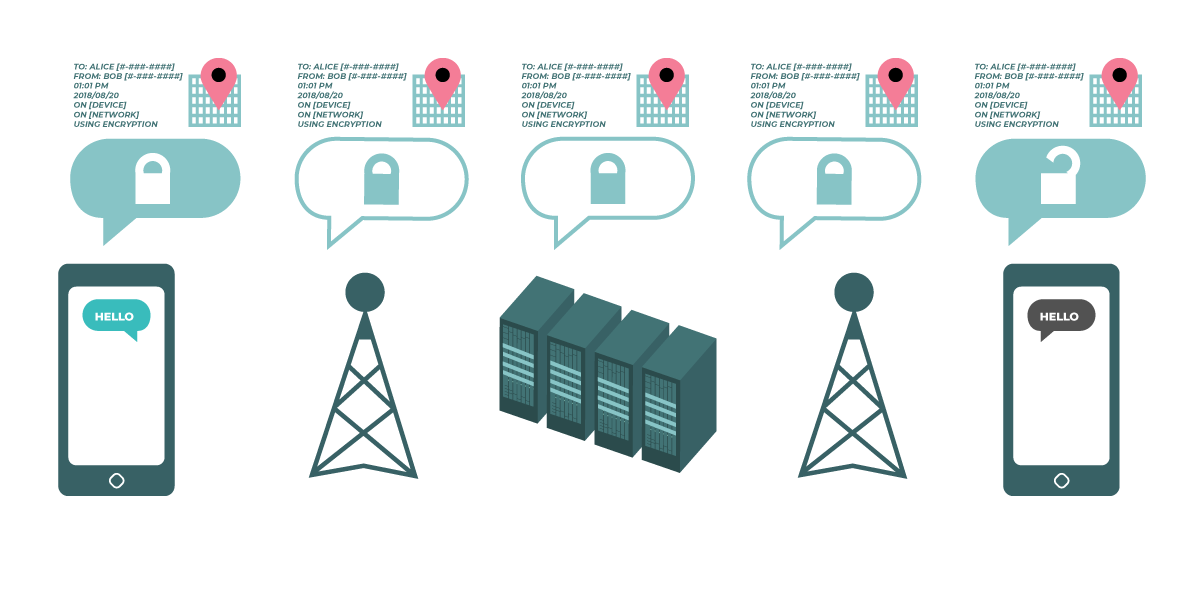 TO: ALICE [#-###-####]
FROM: BOB [#-###-####]
01:01 PM
2018/08/20
ON [DEVICE]
ON [NETWORK]
USING ENCRYPTION
TO: ALICE [#-###-####]
FROM: BOB [#-###-####]
01:01 PM
2018/08/20
ON [DEVICE]
ON [NETWORK]
USING ENCRYPTION
TO: ALICE [#-###-####]
FROM: BOB [#-###-####]
01:01 PM
2018/08/20
ON [DEVICE]
ON [NETWORK]
USING ENCRYPTION
TO: ALICE [#-###-####]
FROM: BOB [#-###-####]
01:01 PM
2018/08/20
ON [DEVICE]
ON [NETWORK]
USING ENCRYPTION
TO: ALICE [#-###-####]
FROM: BOB [#-###-####]
01:01 PM
2018/08/20
ON [DEVICE]
ON [NETWORK]
USING ENCRYPTION
HELLO
HELLO